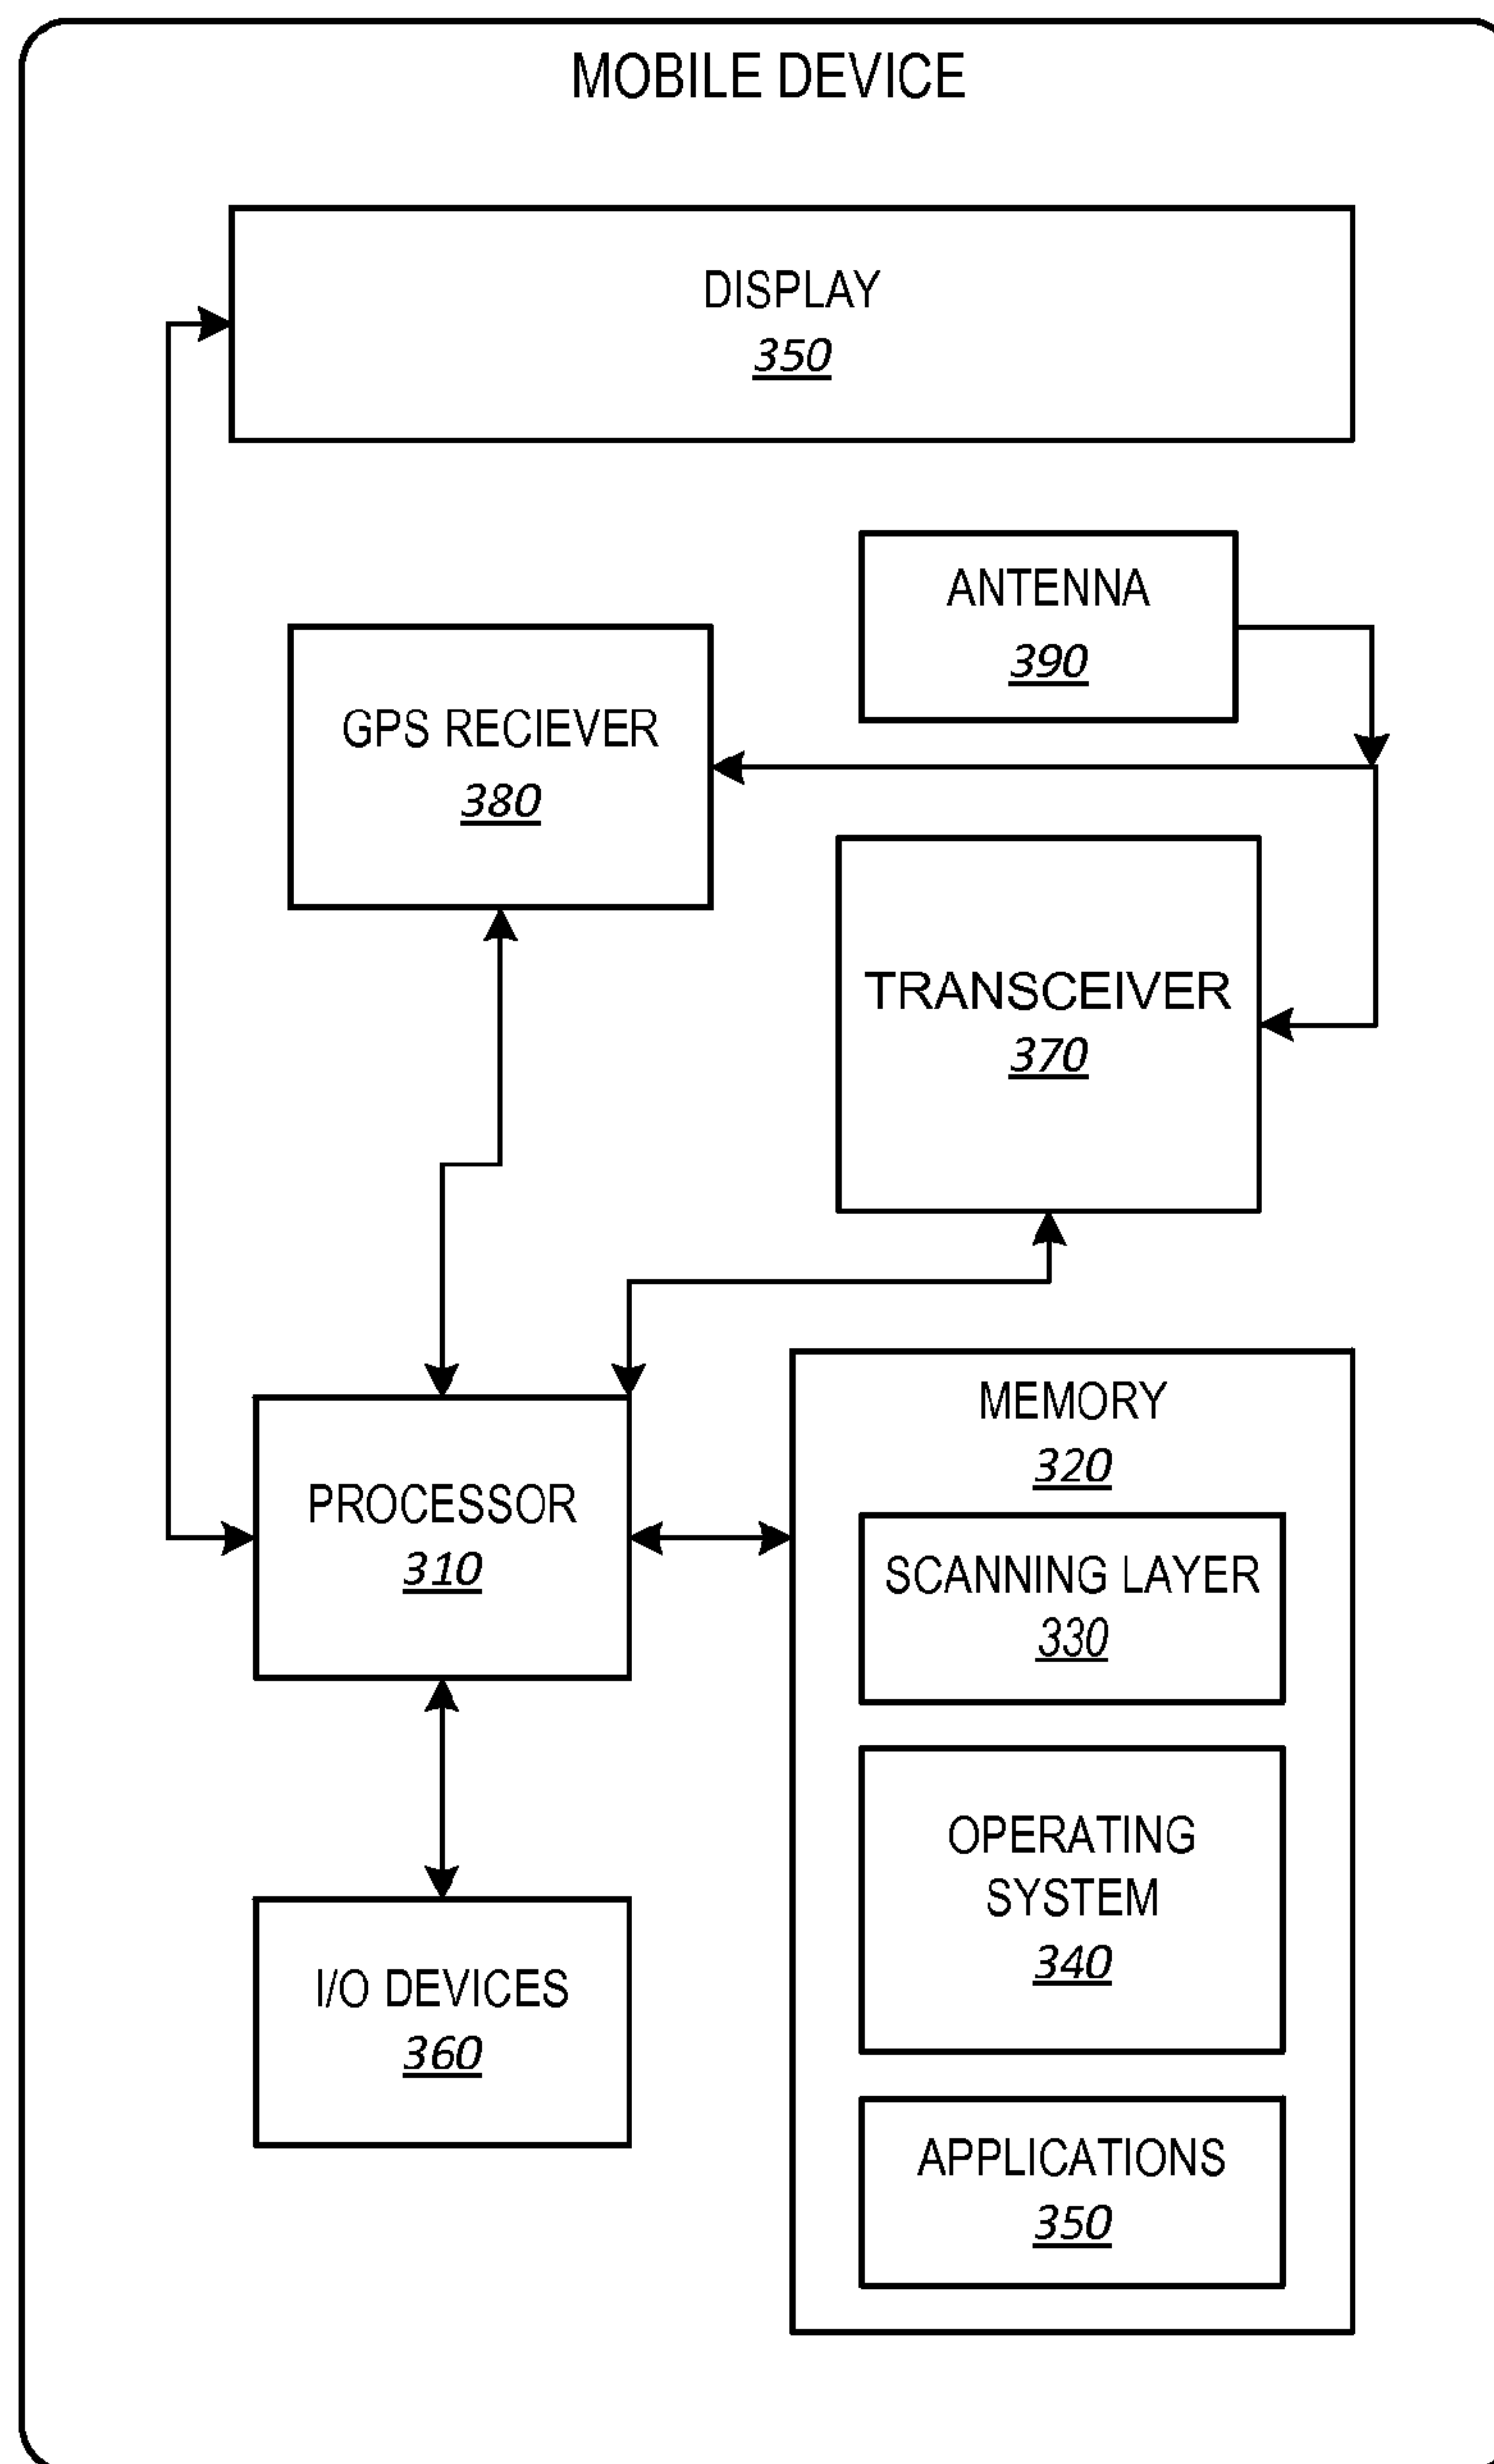 MOBILE DEVICE
DISPLAY
350
ANTENNA
390
GPS RECIEVER
380
TRANSCEIVER
370
PROCESSOR
310
MEMORY
320
SCANNING LAYER
330
OPERATING
SYSTEM
340
APPLICATIONS
350
I/O DEVICES
360